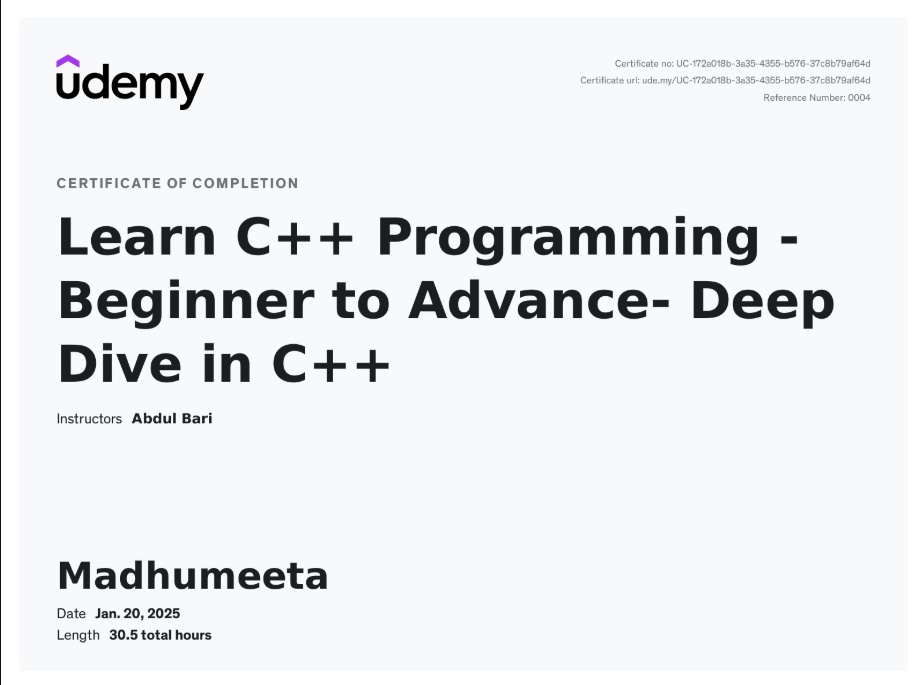 udemy
Certificate no: UC-172a018b-3a35-4355-b576-37c8b79af64d
Certificate url: ude.my/UC-172a018b-3a35-4355-b576-37c8b79af64d
Reference Number: 0004
CERTIFICATE OF COMPLETION
Learn C++ Programming -
Beginner to Advance- Deep
Dive in C++
Instructors Abdul Bari
Madhumeeta
Date Jan. 20, 2025
Length 30.5 total hours